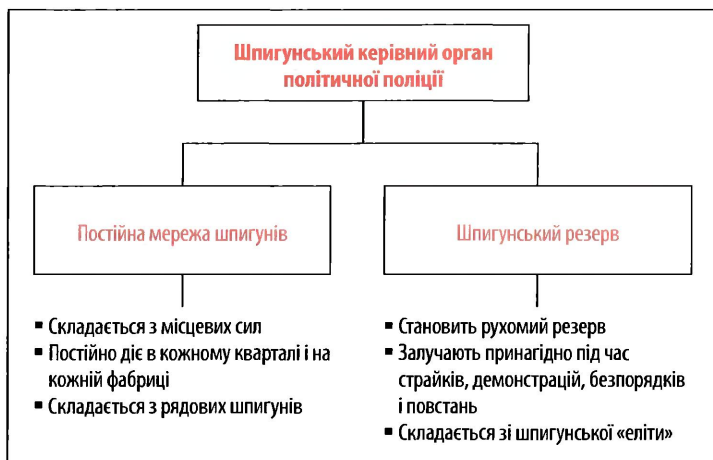 Шпигунський керівний орган
політичної поліції
Постійна мережа шпигунів
▪ Складається з місцевих сил
▪ Постійно діє в кожному кварталі і на
кожній фабриці
▪ Складається з рядових шпигунів
Шпигунський резерв
▪ Становить рухомий резерв
▪ Залучають принагідно під час
страйків, демонстрацій, безпорядків
і повстань
▪ Складається зі шпигунської «еліти»